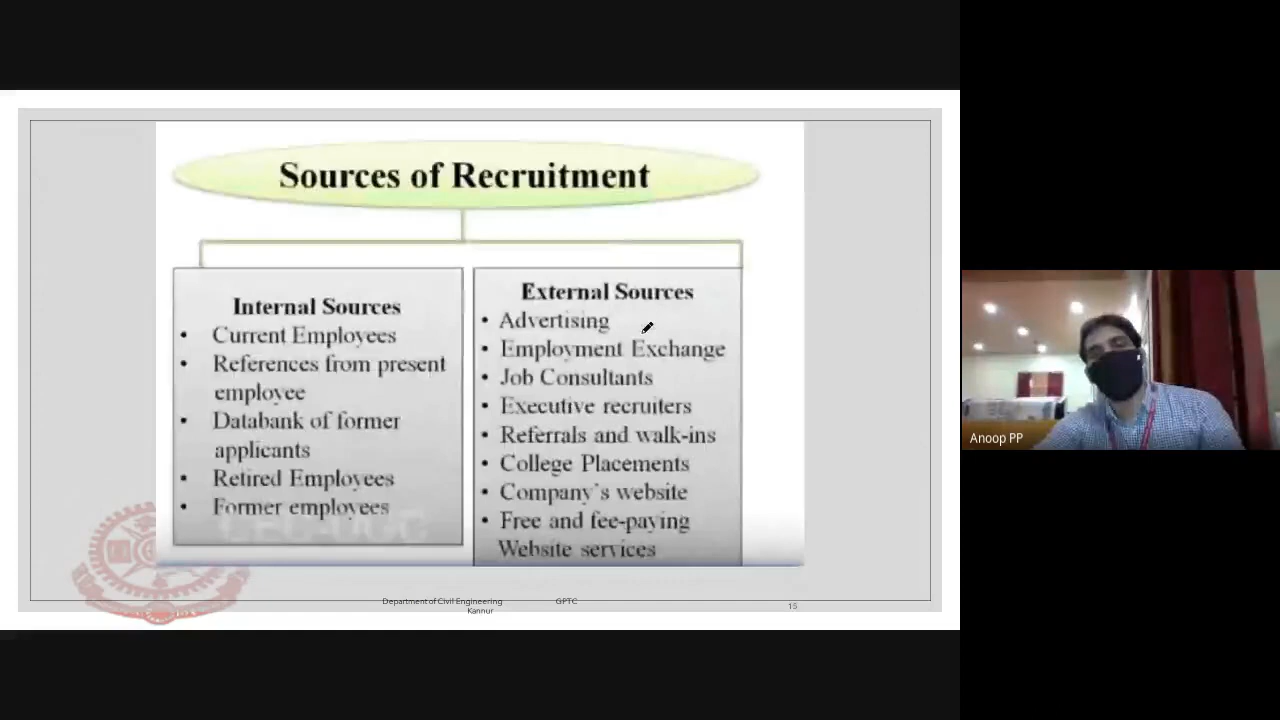 Sources of Recruitment
Internal Sources
• Current Employees
• References from present
employee
• Databank of former
applicants
• Retired Employees
• Former employees
External Sources
• Advertising
• Employment Exchange
• Job Consultants
• Executive recruiters
• Referrals and walk-ins
• College Placements
• Company's website
• Free and fee-paying
Website services
Department of Civil Engineering GPTC
Kannur
15
Anoop PP